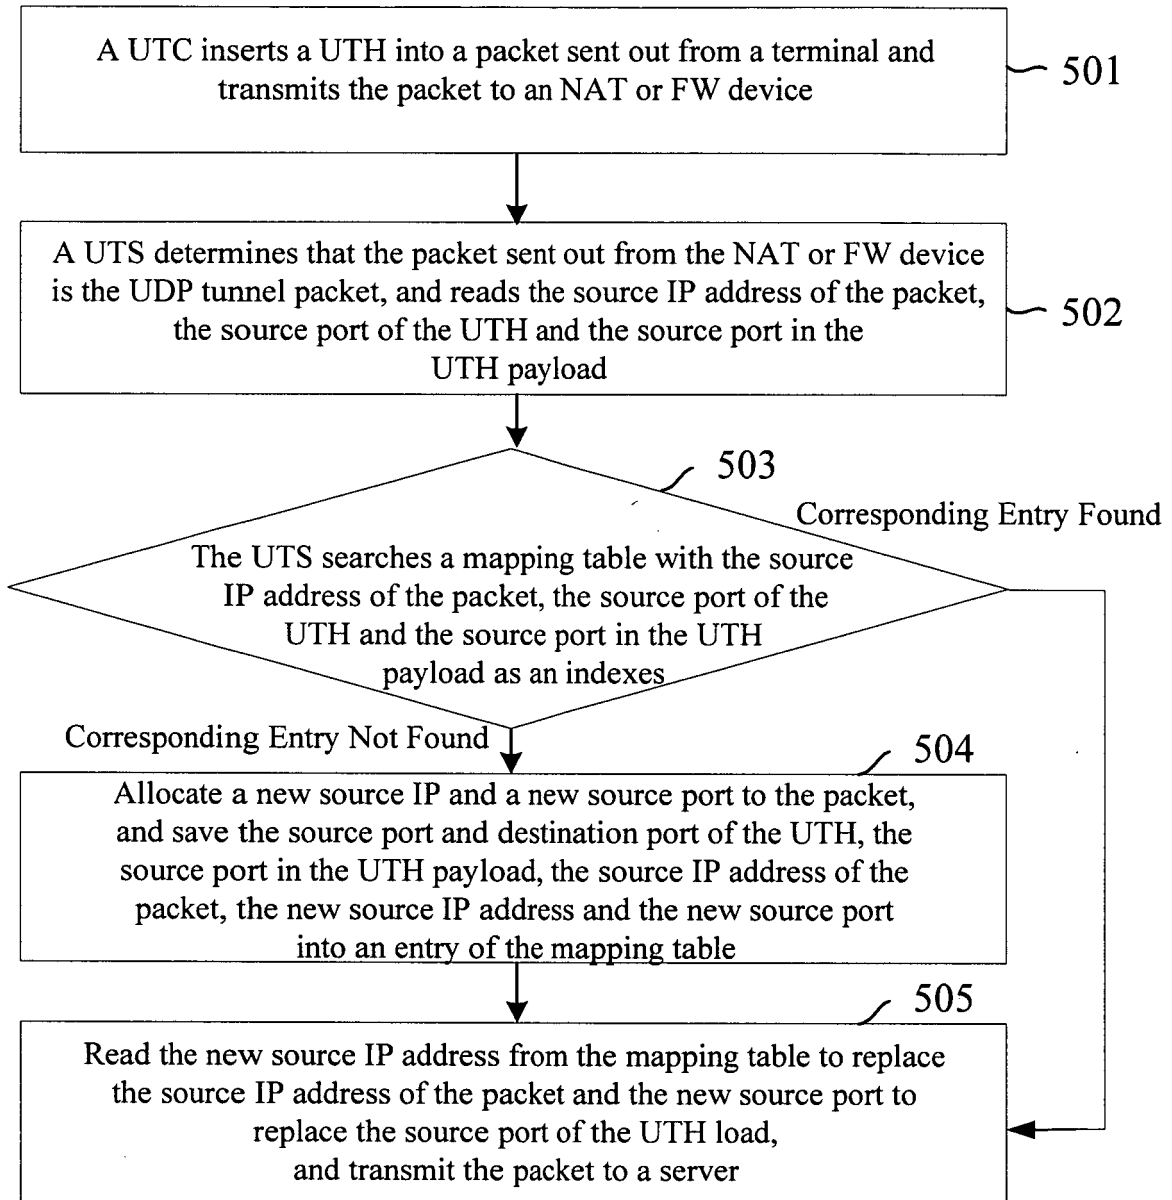 A UTC inserts a UTH into a packet sent out from a terminal and
transmits the packet to an NAT or FW device
501
A UTS determines that the packet sent out from the NAT or FW device
is the UDP tunnel packet, and reads the source IP address of the packet,
the source port of the UTH and the source port in the
UTH payload
502
503
Corresponding Entry Found
The UTS searches a mapping table with the source
IP address of the packet, the source port of the
UTH and the source port in the UTH
payload as an indexes
Corresponding Entry Not Found
504
Allocate a new source IP and a new source port to the packet,
and save the source port and destination port of the UTH, the
source port in the UTH payload, the source IP address of the
packet, the new source IP address and the new source port
into an entry of the mapping table
505
Read the new source IP address from the mapping table to replace
the source IP address of the packet and the new source port to
replace the source port of the UTH load,
and transmit the packet to a server